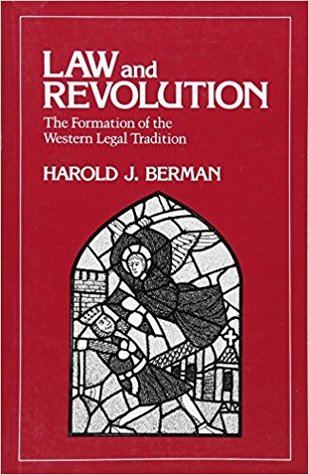 LAW and
REVOLUTION
The Formation of the
Western Legal Tradition
HAROLD J. BERMAN